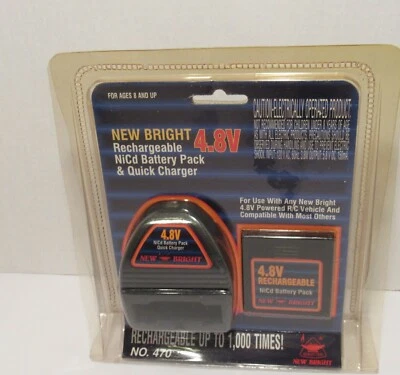 FOR AGES 8 AND UP
NEW BRIGHT 4.8V
Rechargeable
NiCd Battery Pack
& Quick Charger
CAUTION-ELECTRICALLY OPERATED PRODUCT
For Use With Any New Bright
4.8V Powered R/C Vehicle And
Compatible With Most Others
4.8V
NiCd Battery Pack
Quick Charger
NEW BRIGHT
4.8V
RECHARGEABLE
NiCd Battery Pack
NEW BRIGHT
RECHARGEABLE UP TO 1,000 TIMES!
NO. 470
NEW BRIGHT